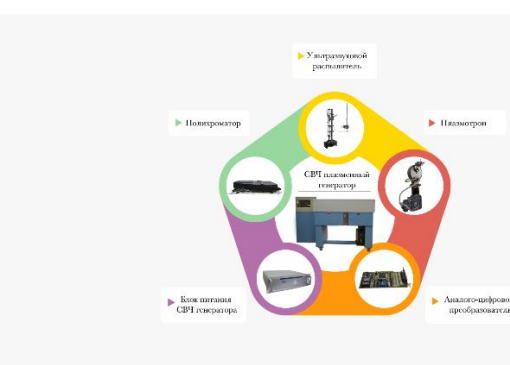 Ультразвуковой
распылитель
Полихроматор
Плазмотрон
СВЧ плазменный
генератор
Блок питания
СВЧ генератора
Аналого-цифрово
преобразователь